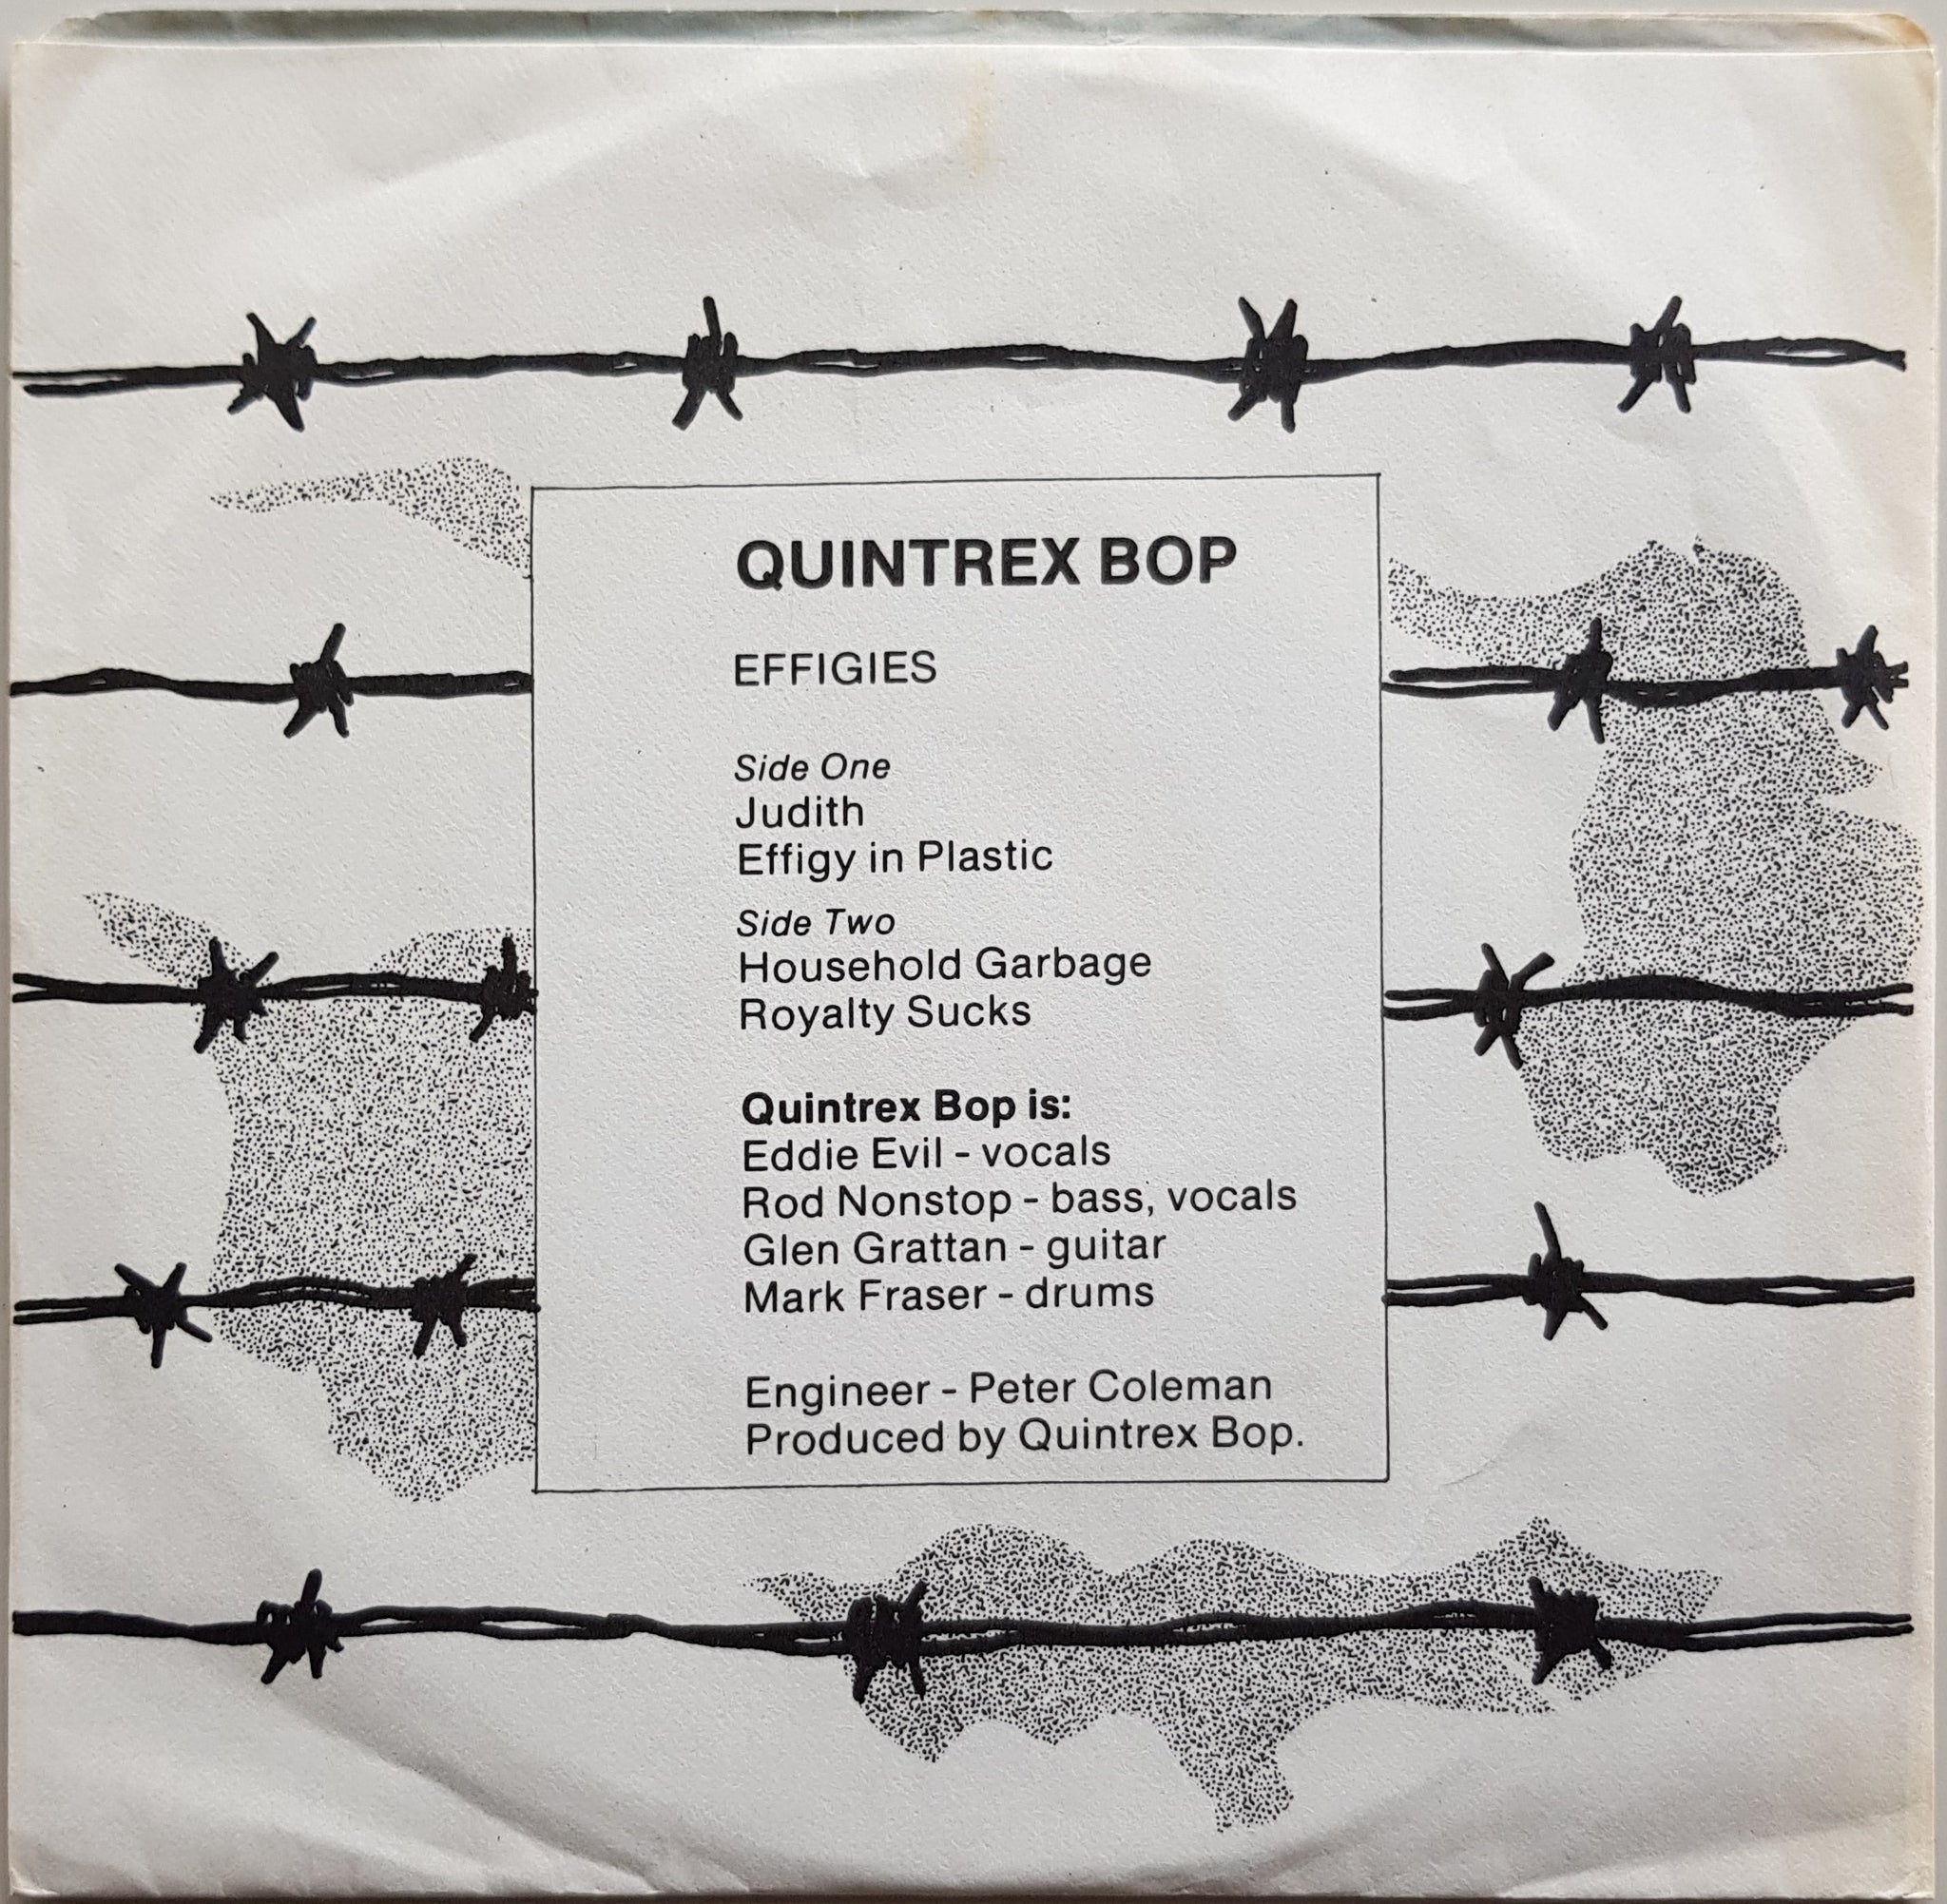 QUINTREX BOP
EFFIGIES
Side One
Judith
Effigy in Plastic
Side Two
Household Garbage
Royalty Sucks
Quintrex Bop is:
Eddie Evil - vocals
Rod Nonstop - bass, vocals
Glen Grattan - guitar
Mark Fraser - drums
Engineer - Peter Coleman
Produced by Quintrex Bop.